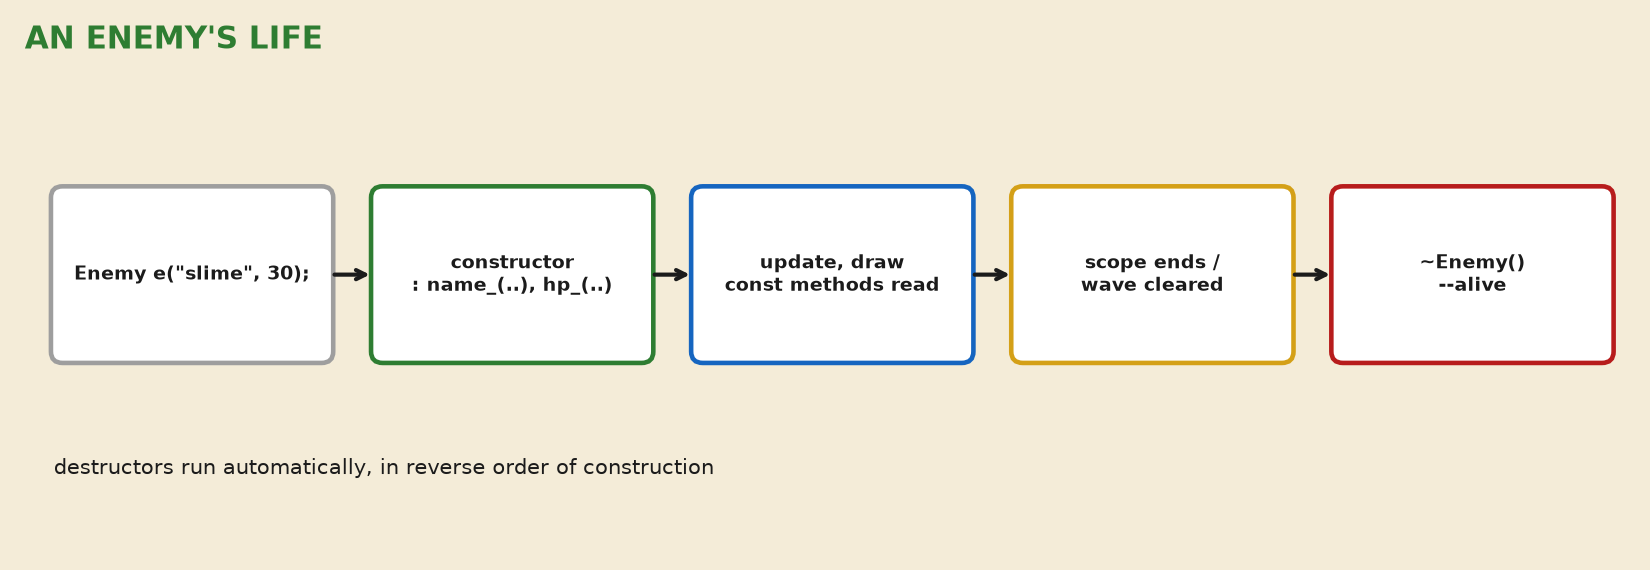 AN ENEMY'S LIFE
Enemy e("slime", 30);
constructor
: name_(..), hp_(..)
update, draw
const methods read
scope ends /
wave cleared
~Enemy()
--alive
destructors run automatically, in reverse order of construction